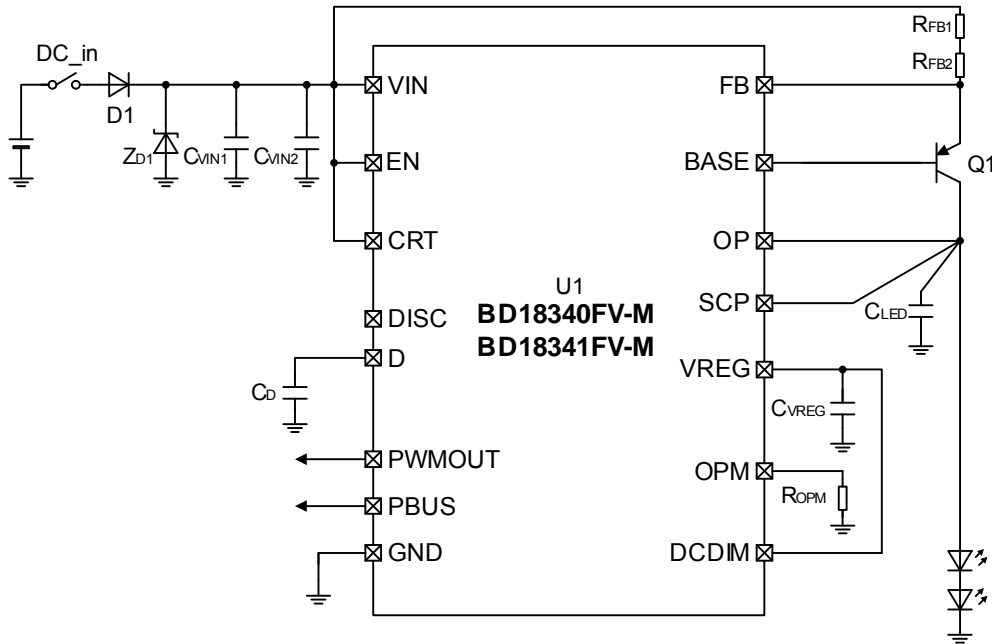 RFB1
DC_in
RFB2
D1
VIN
FB
ZD1
CVIN1
CVIN2
EN
BASE
Q1
CRT
OP
U1
BD18340FV-M
BD18341FV-M
DISC
SCP
CLED
D
VREG
CD
CVREG
PWMOUT
OPM
ROPM
PBUS
GND
DCDIM